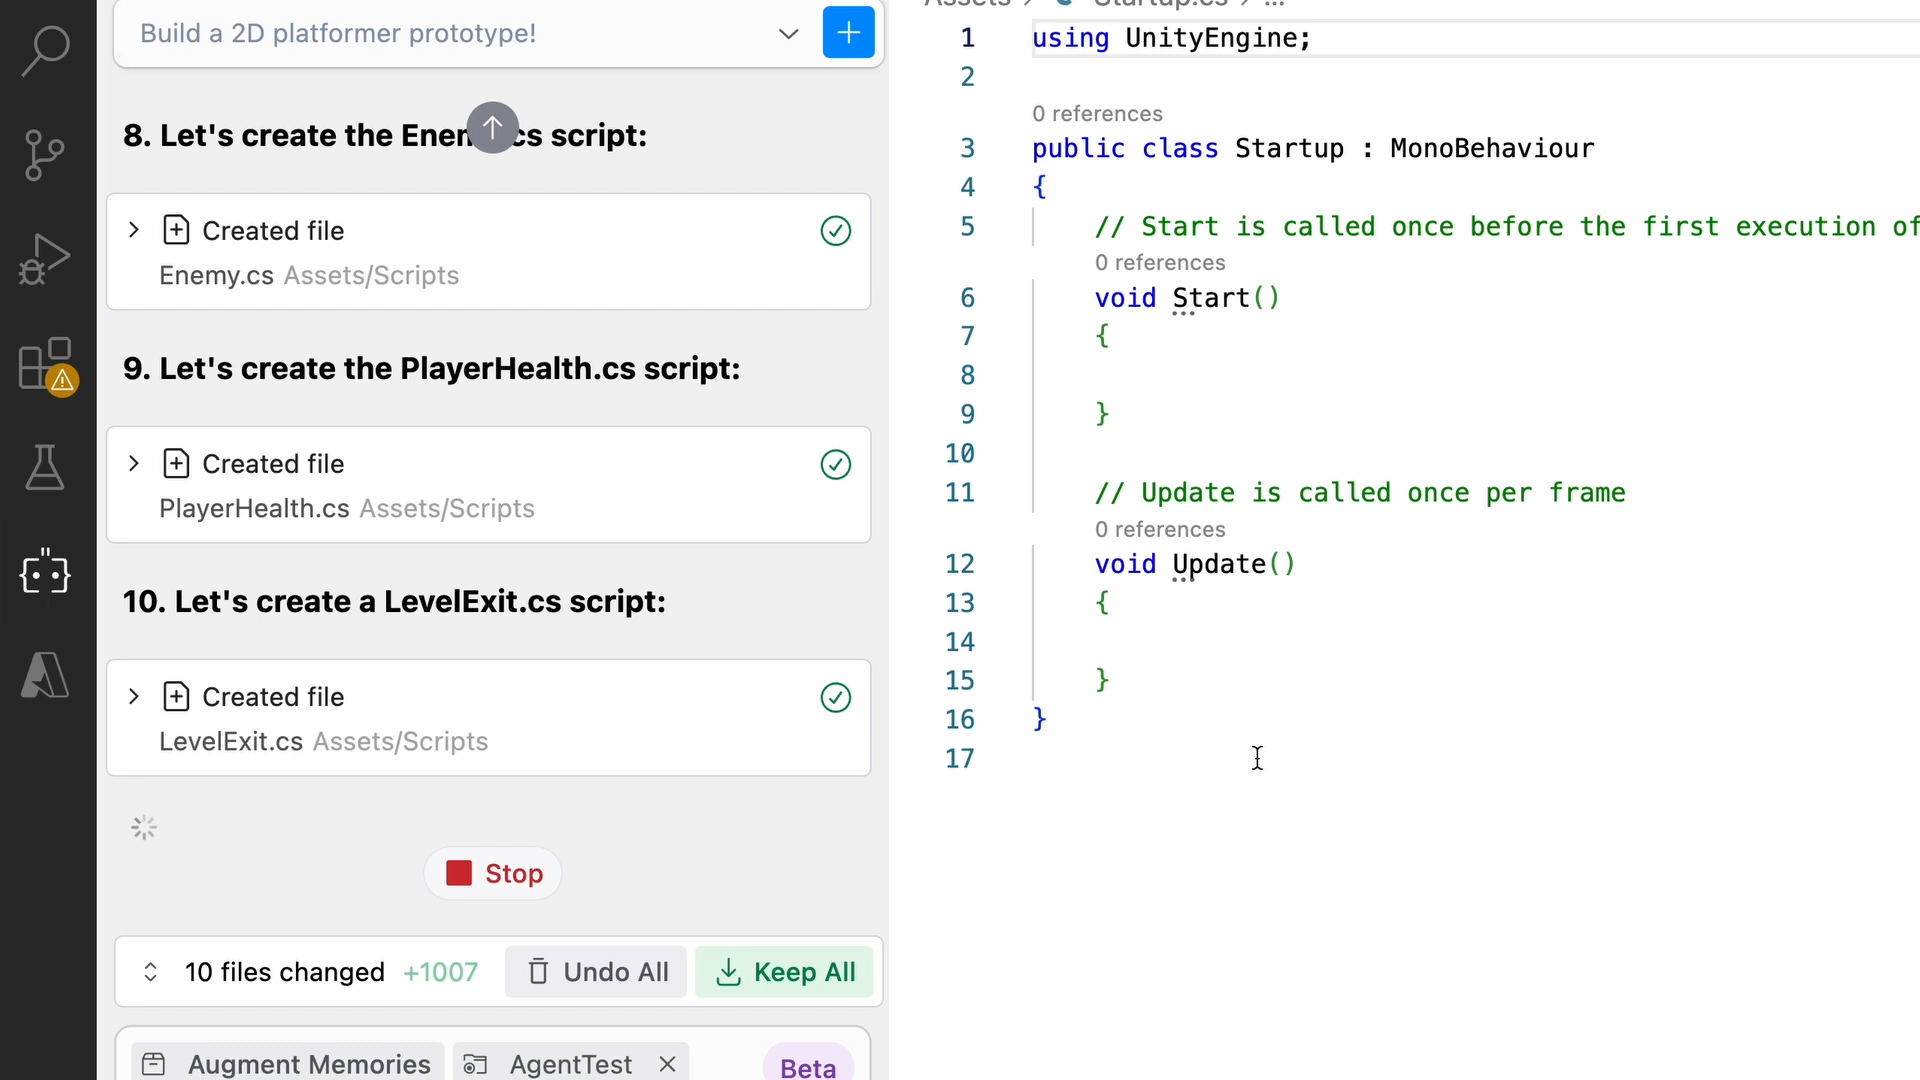 Build a 2D platformer prototype!
8. Let's create the Enem cs script:
Created file
Enemy.cs Assets/Scripts
9. Let's create the PlayerHealth.cs script:
Created file
PlayerHealth.cs Assets/Scripts
10. Let's create a LevelExit.cs script:
Created file
LevelExit.cs Assets/Scripts
Stop
10 files changed +1007
Undo All
Keep All
Augment Memories
AgentTest
Beta
Assets > Startup.cs > ...
1 using UnityEngine;
2
0 references
3 public class Startup : MonoBehaviour
4 {
5 // Start is called once before the first execution of
0 references
6 void Start()
7 {
8
9 }
10
11 // Update is called once per frame
0 references
12 void Update()
13 {
14
15 }
16 }
17